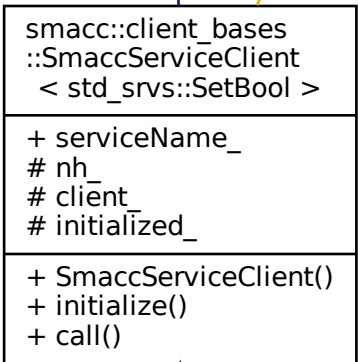 smacc::client_bases
::SmaccServiceClient
< std_srvs::SetBool >
+ serviceName_
# nh_
# client_
# initialized_
+ SmaccServiceClient()
+ initialize()
+ call()